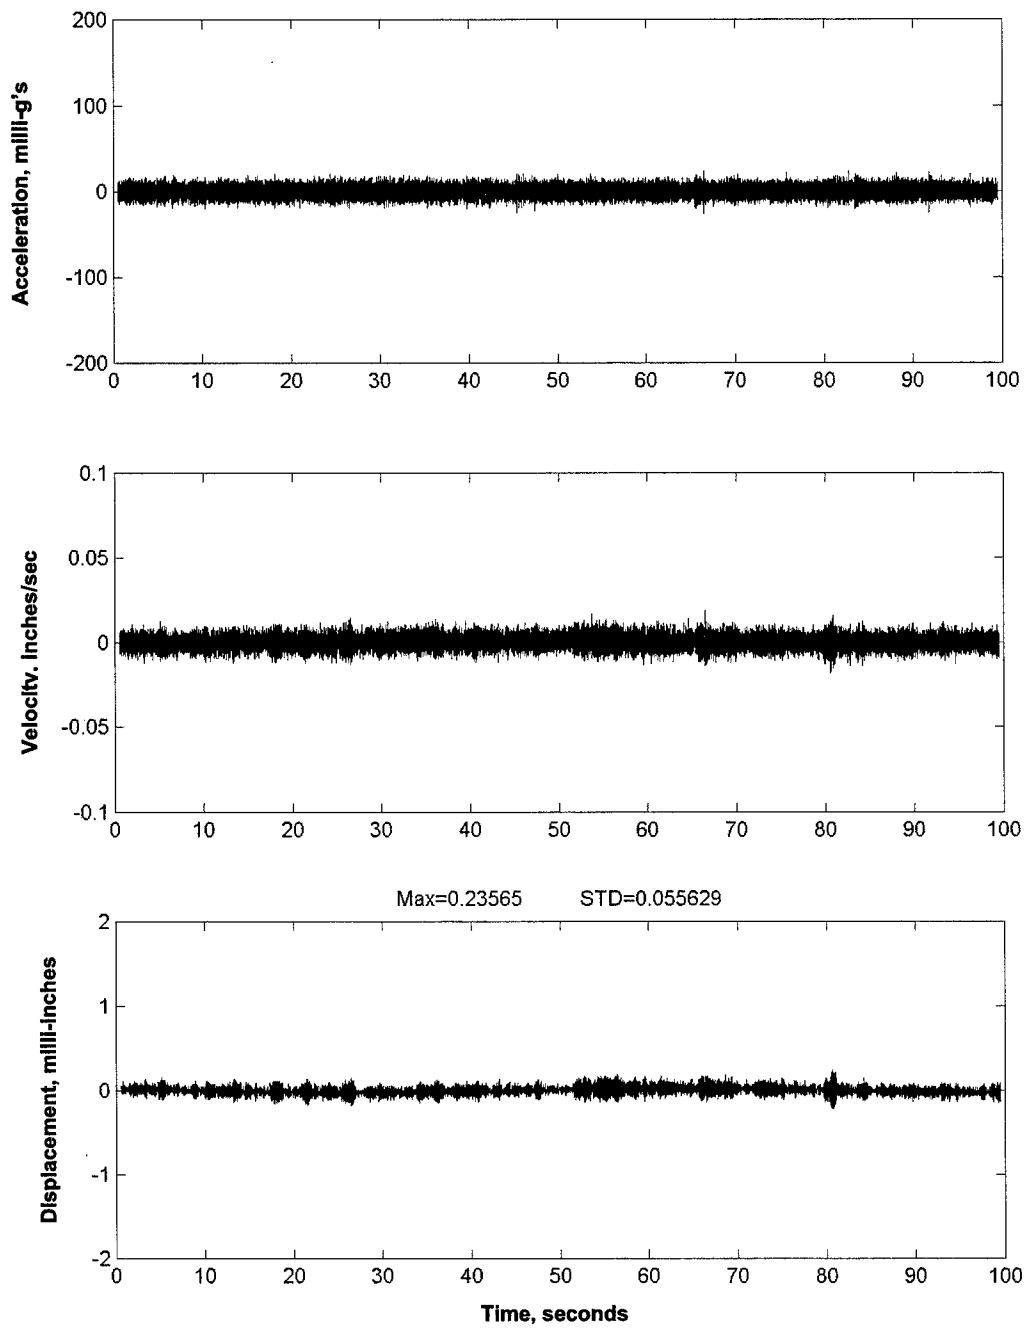 Acceleration, milli-g's
200
100
0
-100
-200
0 10 20 30 40 50 60 70 80 90 100
Velocity. inches/sec
0.1
0.05
0
-0.05
-0.1
0 10 20 30 40 50 60 70 80 90 100
Max=0.23565 STD=0.055629
Displacement, milli-inches
2
1
0
-1
-2
0 10 20 30 40 50 60 70 80 90 100
Time, seconds